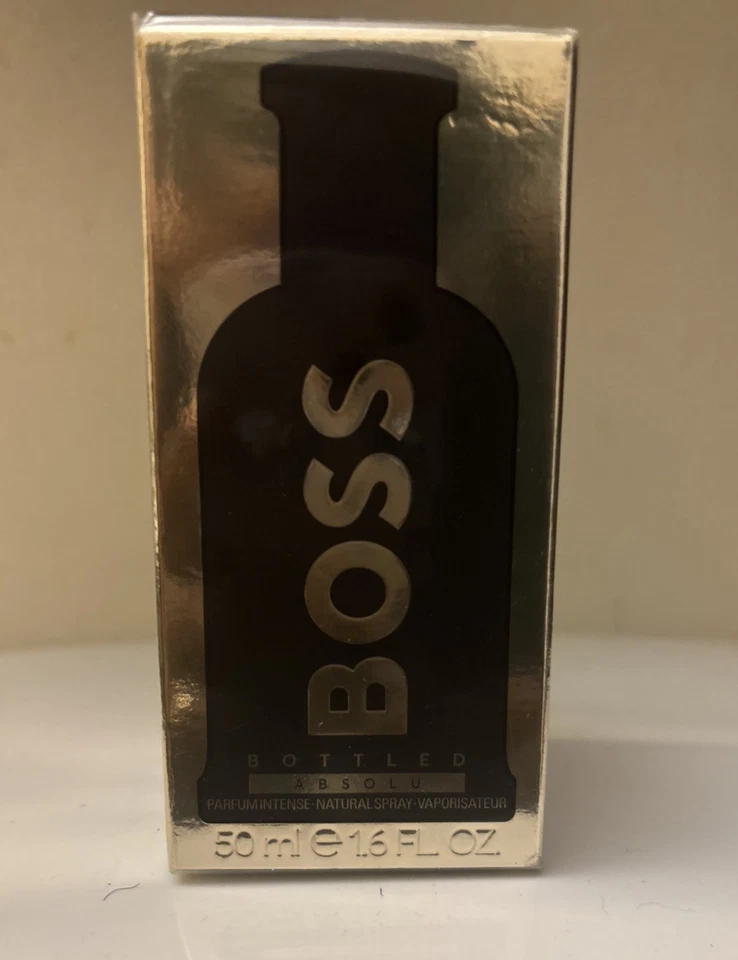 BOSS
BOTTLED
ABSOLU
PARFUM INTENSE·NATURAL SPRAY·VAPORISATEUR
50 ml ℮ 1.6 FL. OZ.